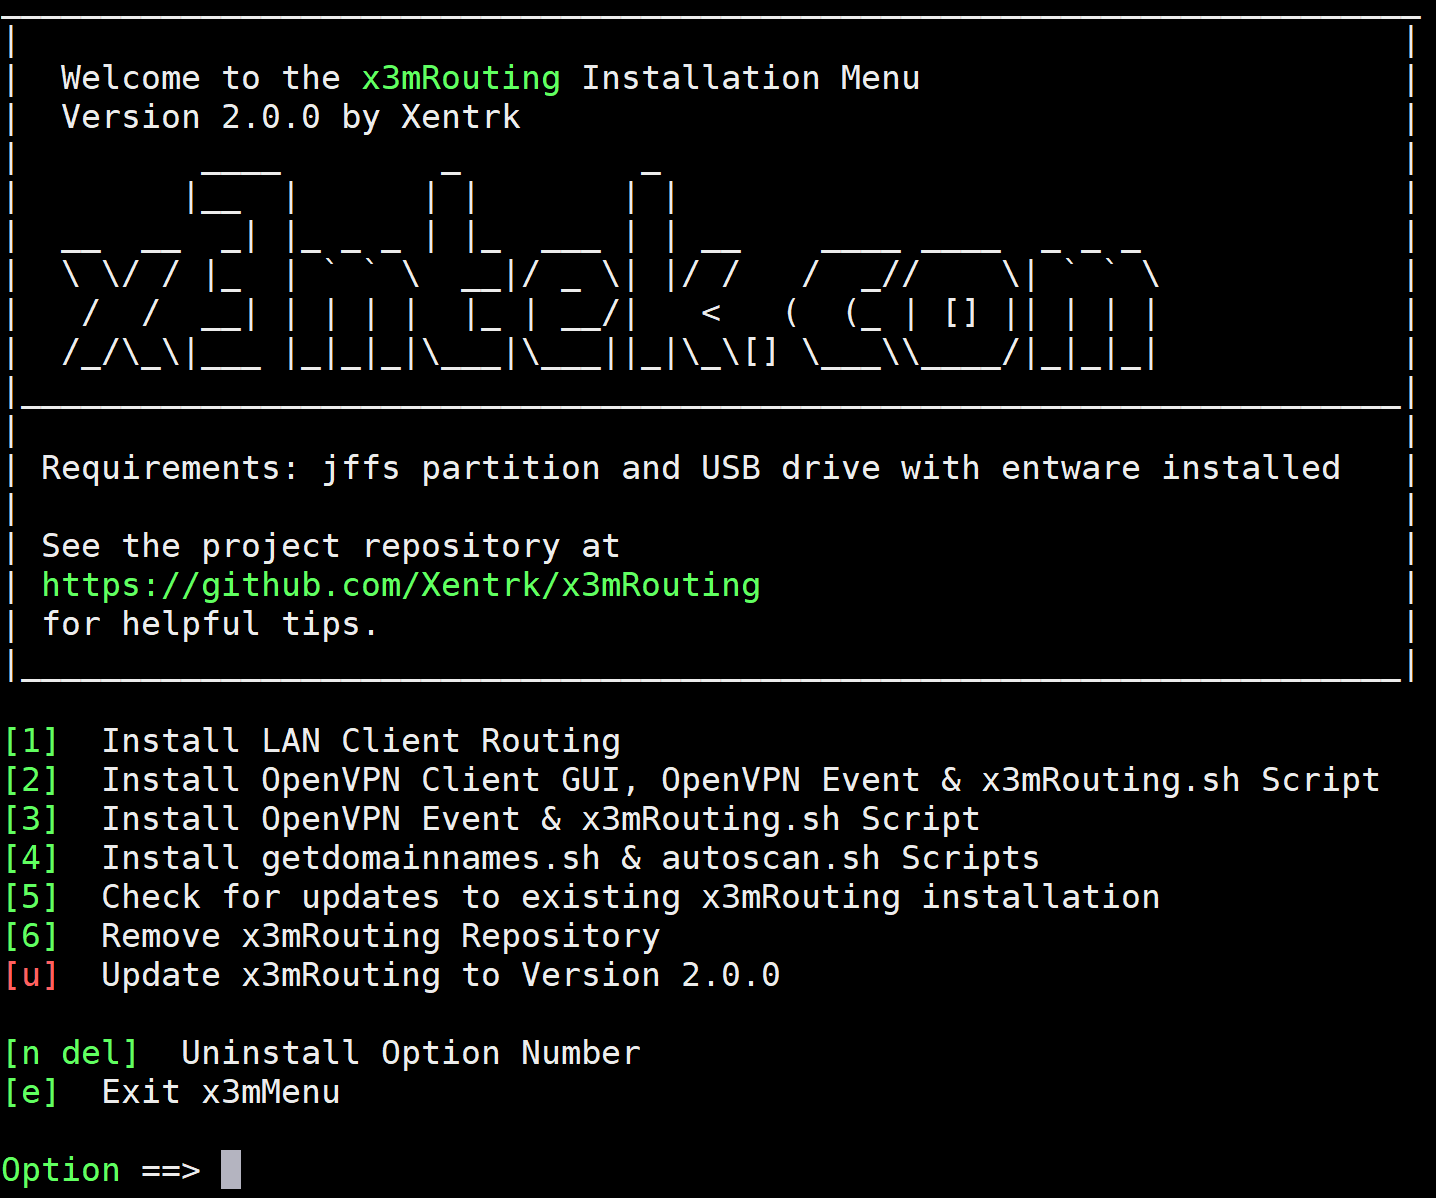 Welcome to the x3mRouting Installation Menu
Version 2.0.0 by Xentrk
x3mtek.com
Requirements: jffs partition and USB drive with entware installed
See the project repository at
https://github.com/Xentrk/x3mRouting
for helpful tips.
[1]  Install LAN Client Routing
[2]  Install OpenVPN Client GUI, OpenVPN Event & x3mRouting.sh Script
[3]  Install OpenVPN Event & x3mRouting.sh Script
[4]  Install getdomainnames.sh & autoscan.sh Scripts
[5]  Check for updates to existing x3mRouting installation
[6]  Remove x3mRouting Repository
[u]  Update x3mRouting to Version 2.0.0
[n del]  Uninstall Option Number
[e]  Exit x3mMenu
Option ==>